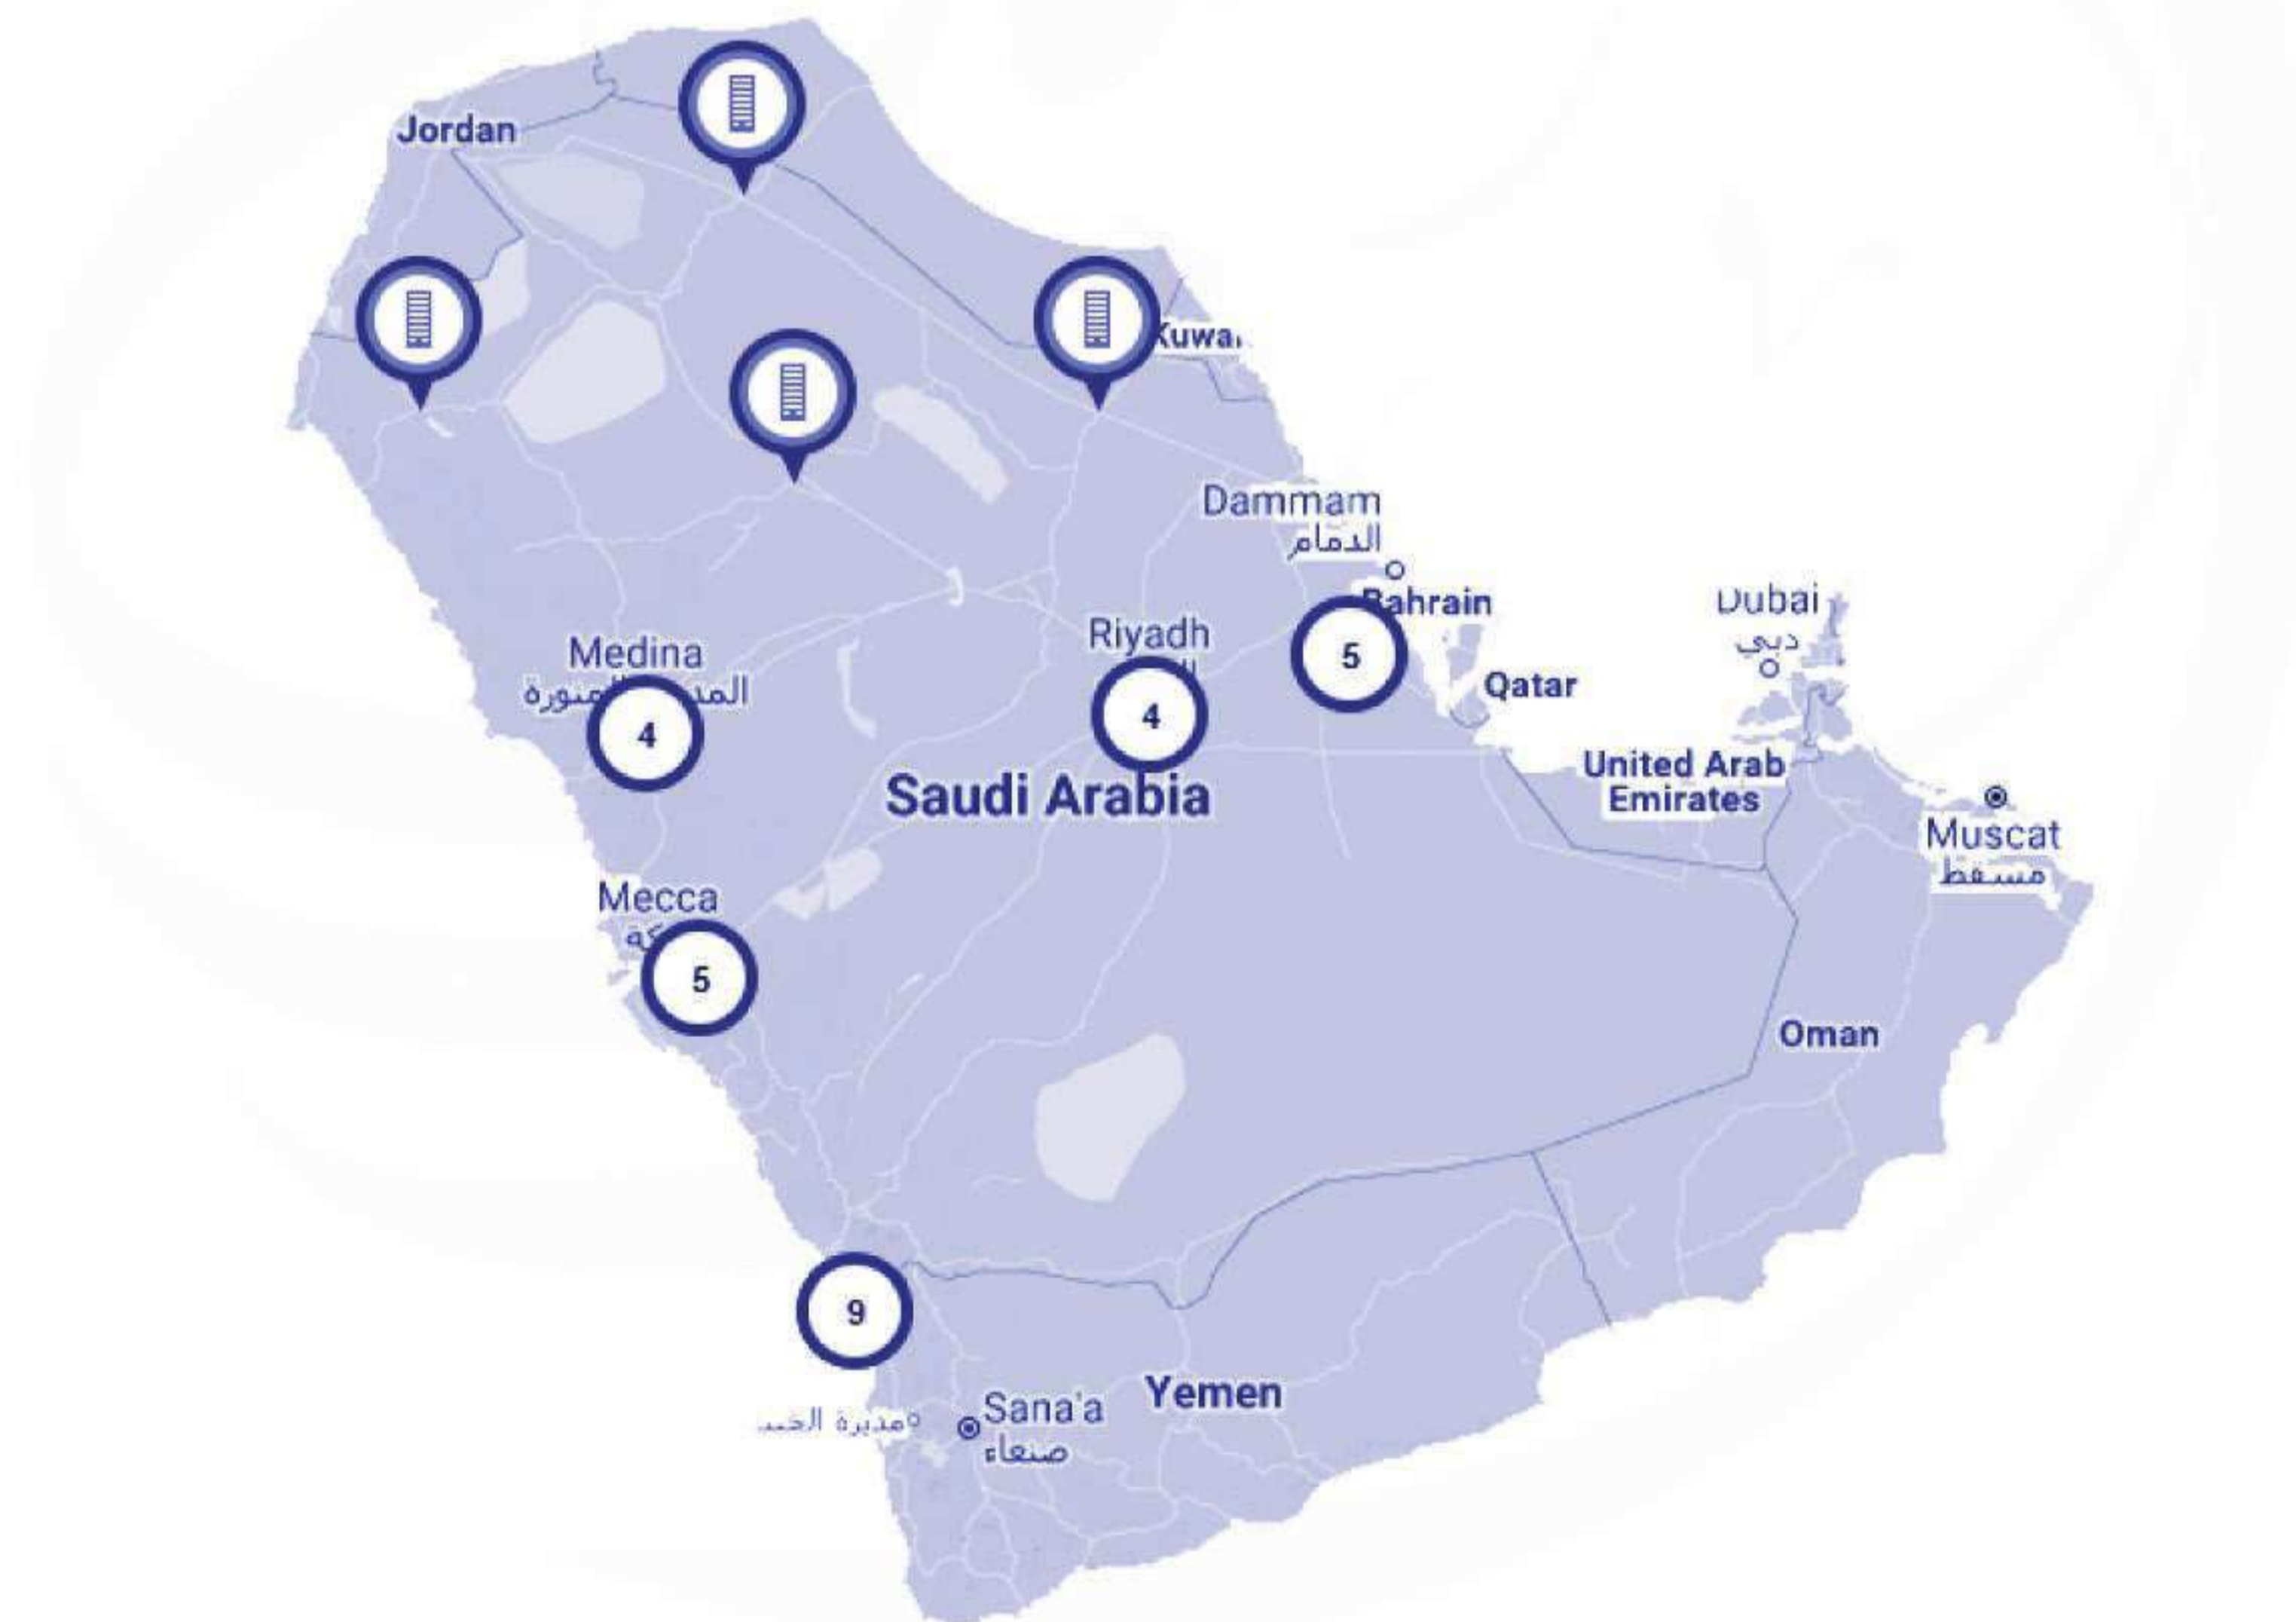 Jordan
Dammam
الدمام
Bahrain
Dubai
دبي
Riyadh
5
Medina
4
4
Qatar
United Arab
Emirates
Saudi Arabia
Muscat
مسقط
Mecca
5
Oman
9
Yemen
Sana'a
صنعاء
مديرة